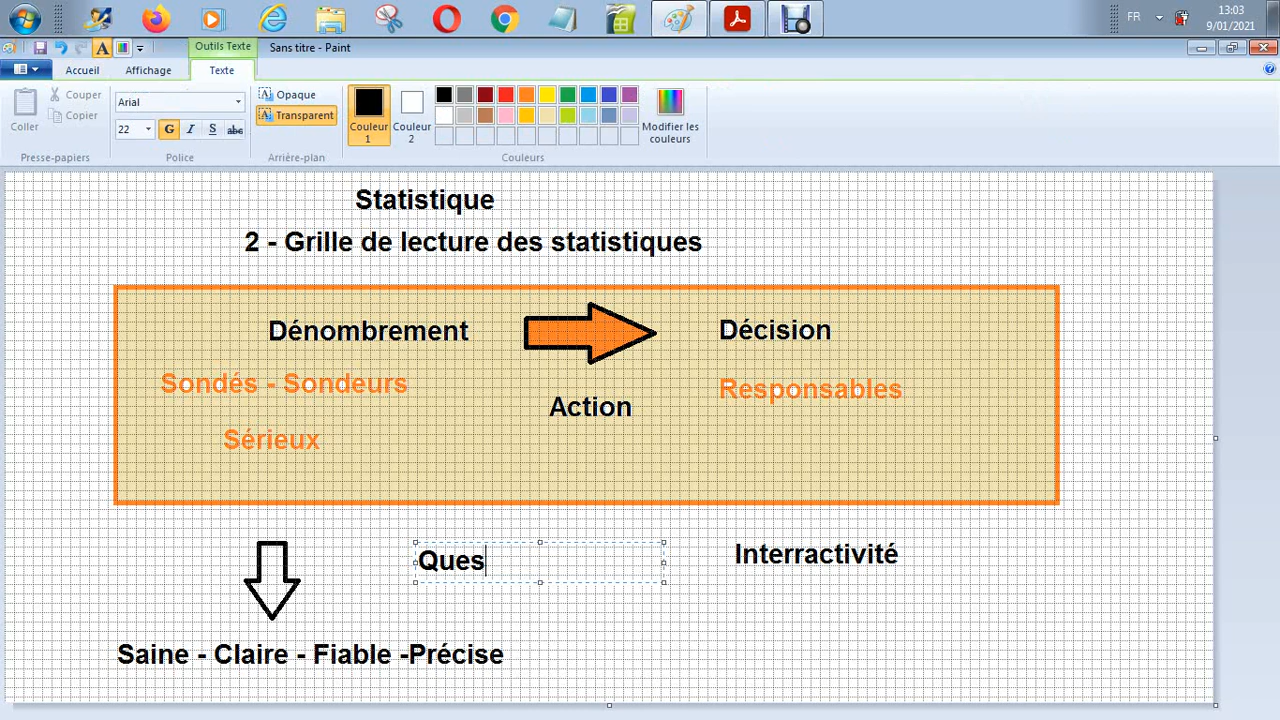 FR
13:03
9/01/2021
Outils Texte
Sans titre - Paint
Accueil
Affichage
Texte
Coller
Couper
Copier
Presse-papiers
Arial
22
G I S abc
Police
Opaque
Transparent
Arrière-plan
Couleur 1
Couleur 2
Modifier les couleurs
Couleurs
Statistique
2 - Grille de lecture des statistiques
Dénombrement
Décision
Sondés - Sondeurs
Responsables
Action
Sérieux
Ques
Interractivité
Saine - Claire - Fiable -Précise